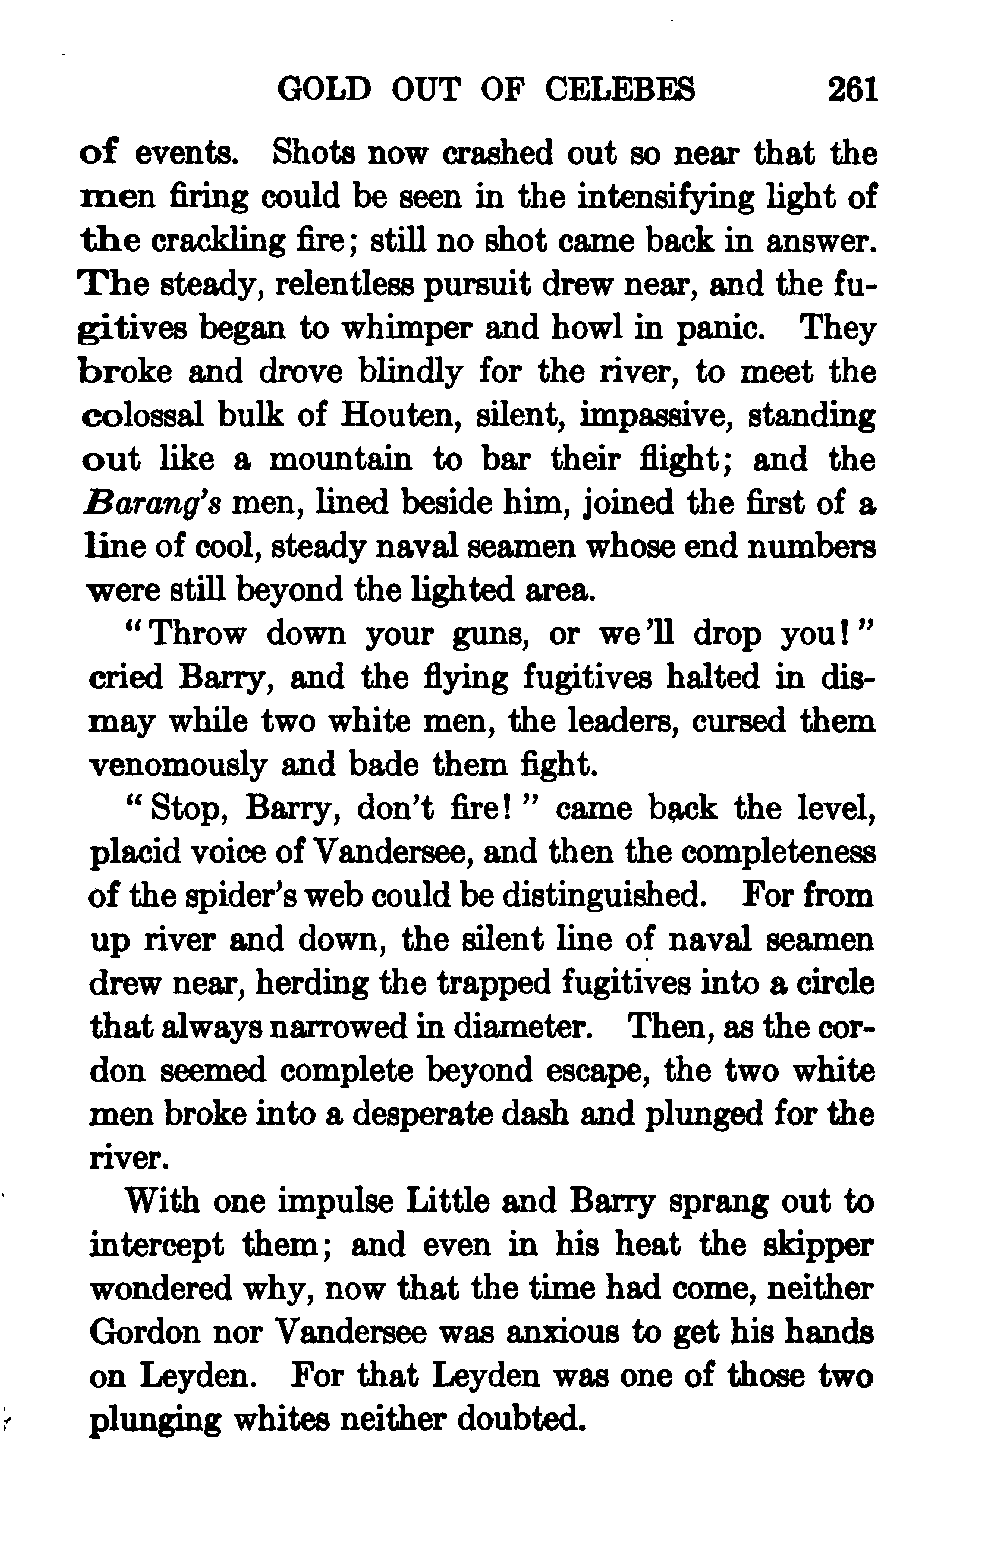 GOLD OUT OF CELEBES 261
of events. Shots now crashed out so near that the
men firing could be seen in the intensifying light of
the crackling fire; still no shot came back in answer.
The steady, relentless pursuit drew near, and the fu-
gitives began to whimper and howl in panic. They
broke and drove blindly for the river, to meet the
colossal bulk of Houten, silent, impassive, standing
out like a mountain to bar their flight; and the
Barang's men, lined beside him, joined the first of a
line of cool, steady naval seamen whose end numbers
were still beyond the lighted area.
"Throw down your guns, or we'll drop you!"
cried Barry, and the flying fugitives halted in dis-
may while two white men, the leaders, cursed them
venomously and bade them fight.
"Stop, Barry, don't fire!" came back the level,
placid voice of Vandersee, and then the completeness
of the spider's web could be distinguished. For from
up river and down, the silent line of naval seamen
drew near, herding the trapped fugitives into a circle
that always narrowed in diameter. Then, as the cor-
don seemed complete beyond escape, the two white
men broke into a desperate dash and plunged for the
river.
With one impulse Little and Barry sprang out to
intercept them; and even in his heat the skipper
wondered why, now that the time had come, neither
Gordon nor Vandersee was anxious to get his hands
on Leyden. For that Leyden was one of those two
plunging whites neither doubted.